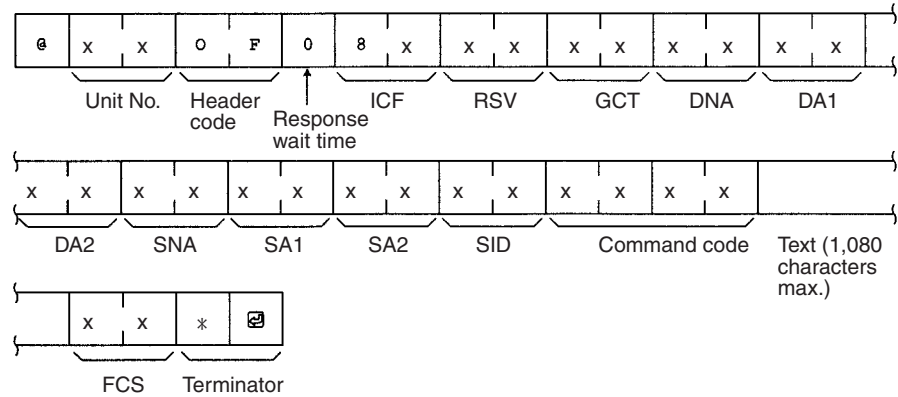 @ x x O F 0 8 x x x x x x x x x
Unit No. Header code Response wait time ICF RSV GCT DNA DA1
x x x x x x x x x x x x x x
DA2 SNA SA1 SA2 SID Command code Text (1,080 characters max.)
x x * ↵
FCS Terminator